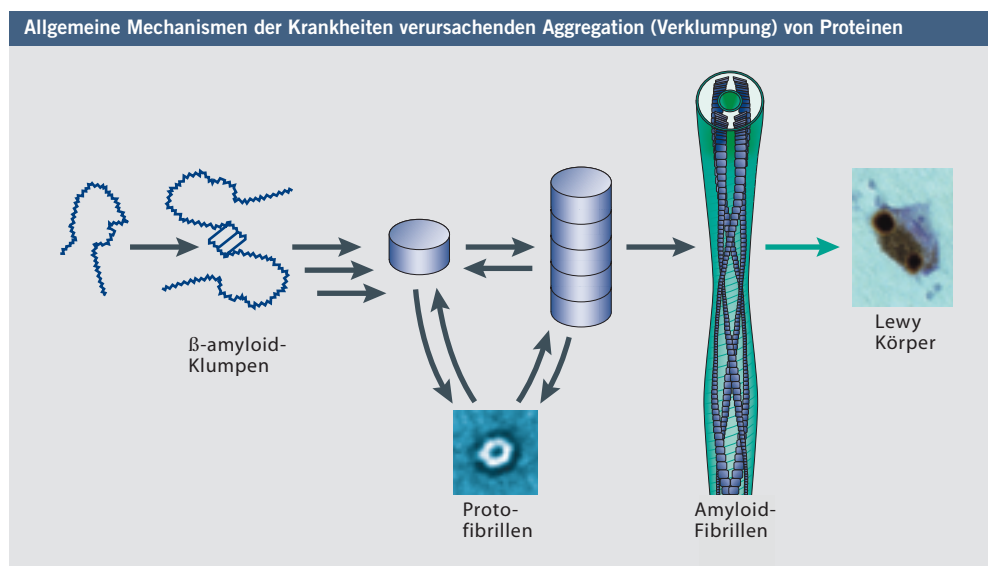 Allgemeine Mechanismen der Krankheiten verursachenden Aggregation (Verklumpung) von Proteinen
ß-amyloid-
Klumpen
Proto-
fibrillen
Amyloid-
Fibrillen
Lewy
Körper